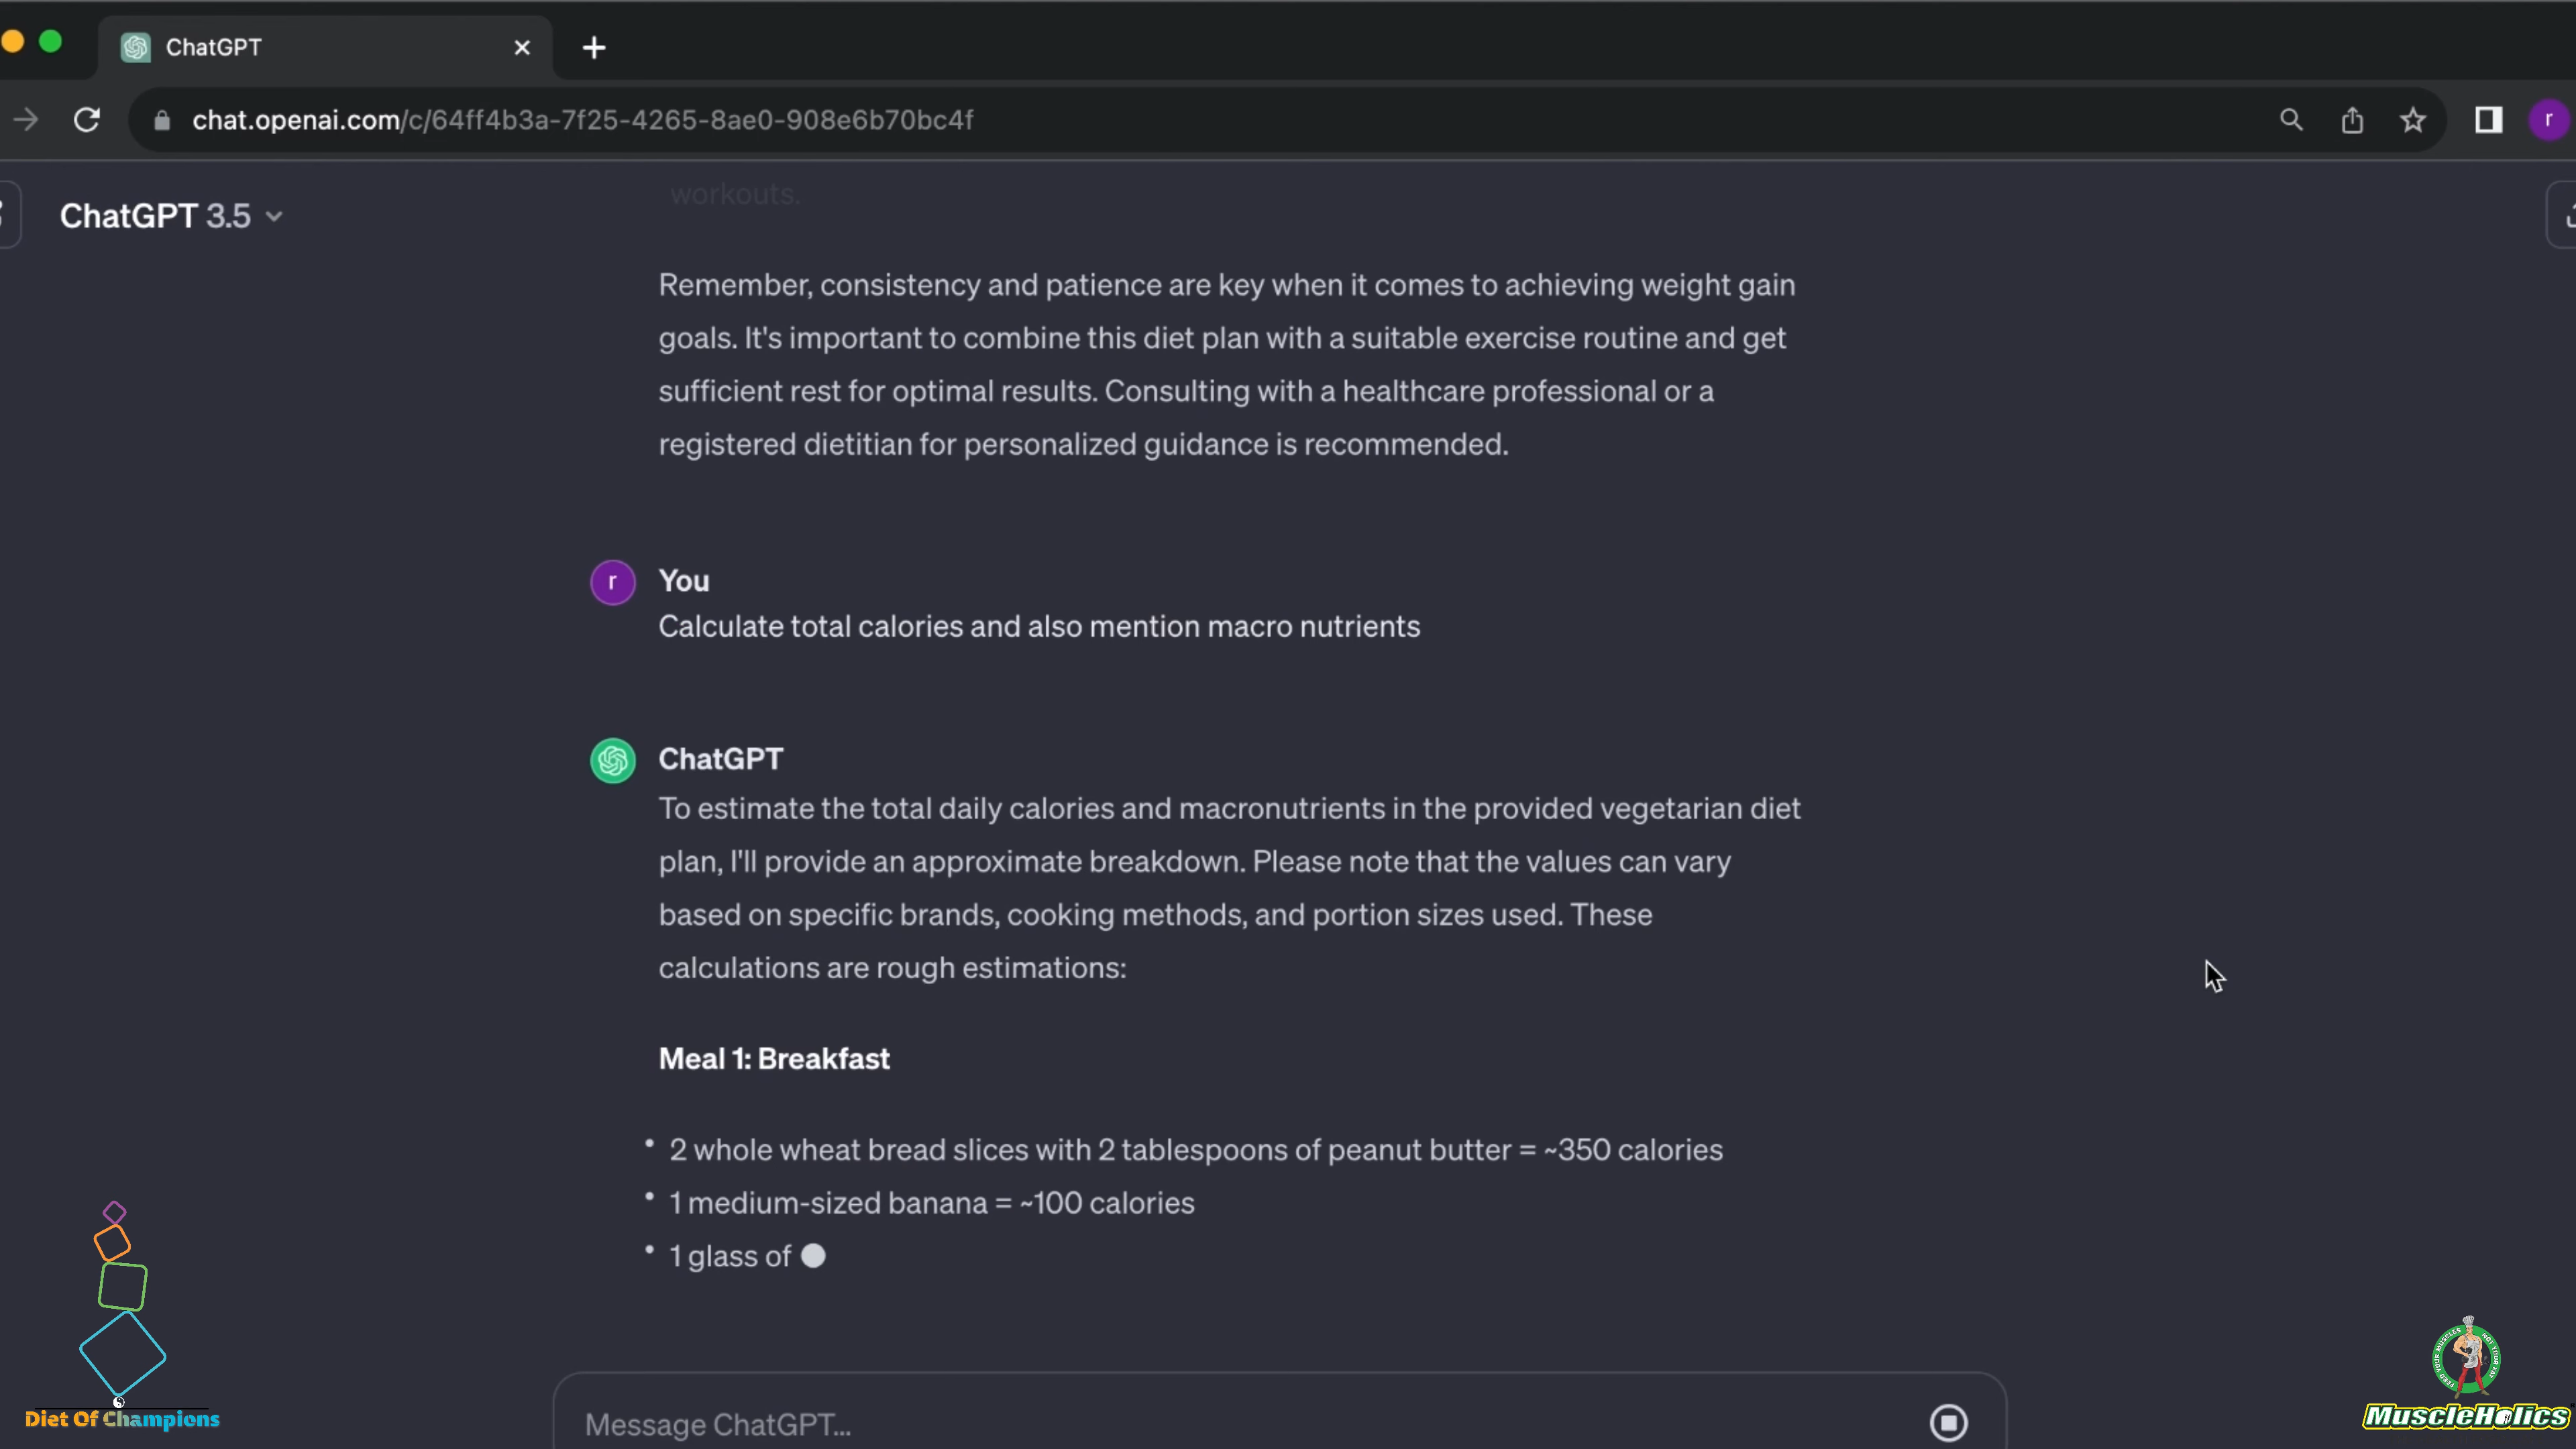 ChatGPT
chat.openai.com/c/64ff4b3a-7f25-4265-8ae0-908e6b70bc4f
r
ChatGPT 3.5
workouts.
Remember, consistency and patience are key when it comes to achieving weight gain
goals. It's important to combine this diet plan with a suitable exercise routine and get
sufficient rest for optimal results. Consulting with a healthcare professional or a
registered dietitian for personalized guidance is recommended.
r
You
Calculate total calories and also mention macro nutrients
ChatGPT
To estimate the total daily calories and macronutrients in the provided vegetarian diet
plan, I'll provide an approximate breakdown. Please note that the values can vary
based on specific brands, cooking methods, and portion sizes used. These
calculations are rough estimations:
Meal 1: Breakfast
• 2 whole wheat bread slices with 2 tablespoons of peanut butter = ~350 calories
• 1 medium-sized banana = ~100 calories
• 1 glass of
Message ChatGPT...
Diet Of Champions
FEED YOUR MUSCLES NOT YOUR FAT
MuscleHolics